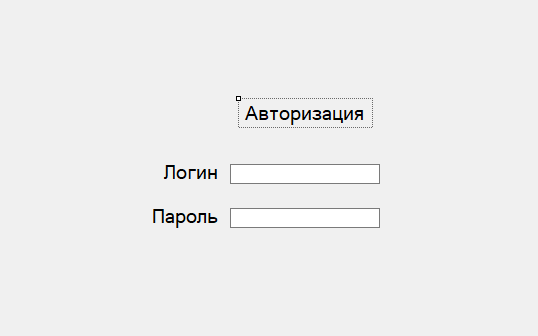 Авторизация
Логин
Пароль